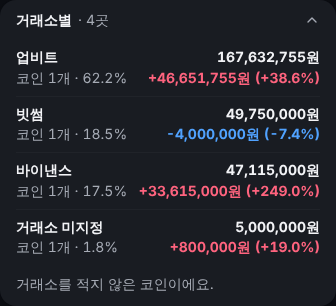 거래소별 · 4곳
업비트 167,632,755원
코인 1개 · 62.2% +46,651,755원 (+38.6%)
빗썸 49,750,000원
코인 1개 · 18.5% -4,000,000원 (-7.4%)
바이낸스 47,115,000원
코인 1개 · 17.5% +33,615,000원 (+249.0%)
거래소 미지정 5,000,000원
코인 1개 · 1.8% +800,000원 (+19.0%)
거래소를 적지 않은 코인이에요.